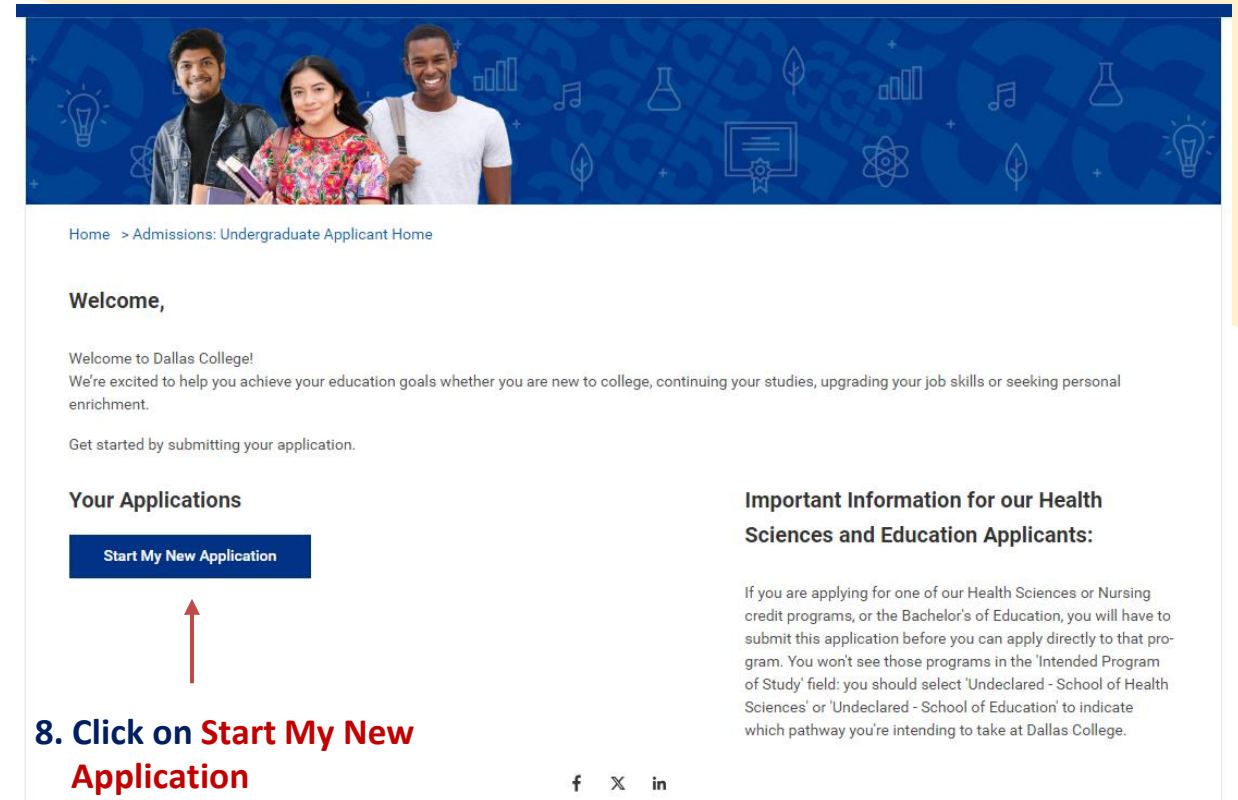 Home > Admissions: Undergraduate Applicant Home
Welcome,
Welcome to Dallas College!
We're excited to help you achieve your education goals whether you are new to college, continuing your studies, upgrading your job skills or seeking personal
enrichment.
Get started by submitting your application.
Your Applications
Start My New Application
8. Click on Start My New
Application
Important Information for our Health
Sciences and Education Applicants:
If you are applying for one of our Health Sciences or Nursing
credit programs, or the Bachelor's of Education, you will have to
submit this application before you can apply directly to that pro-
gram. You won't see those programs in the 'Intended Program
of Study' field: you should select 'Undeclared - School of Health
Sciences' or 'Undeclared - School of Education' to indicate
which pathway you're intending to take at Dallas College.
f X in